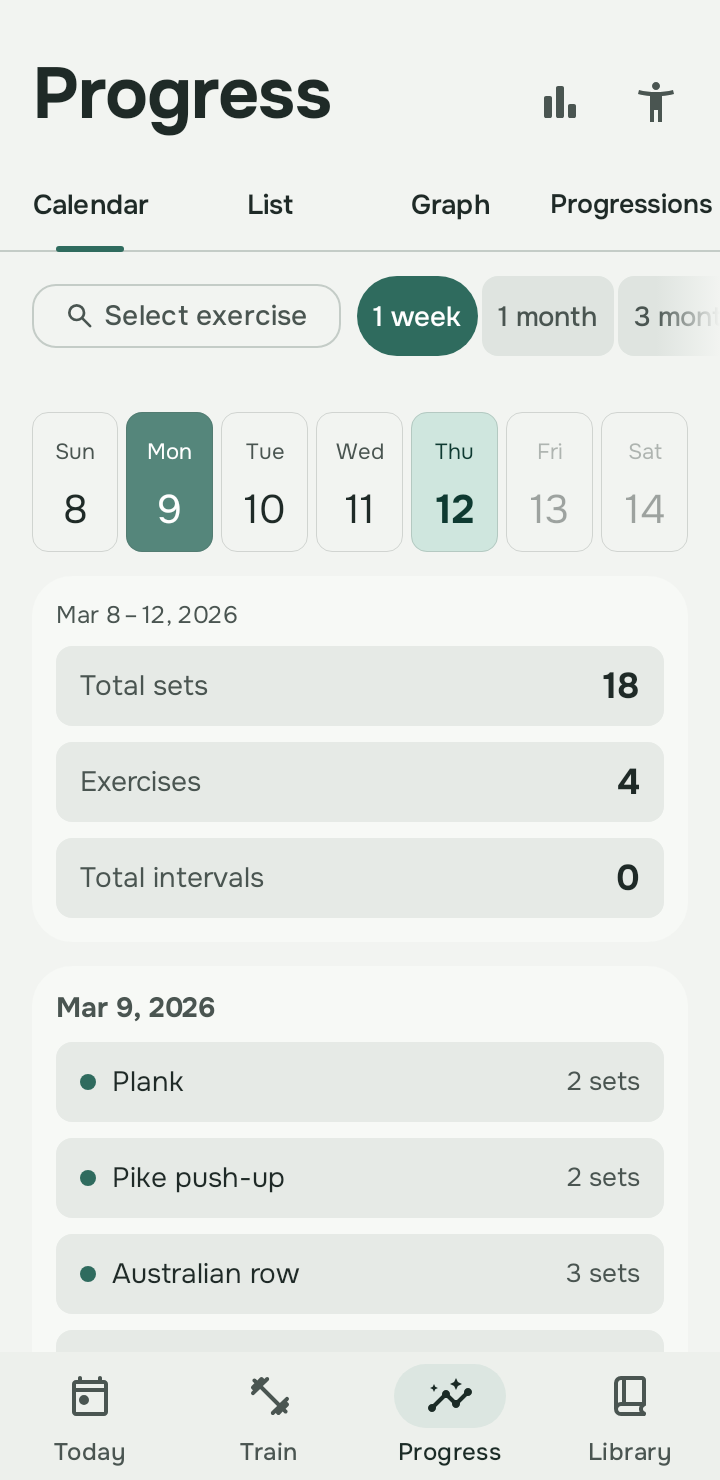 Progress
Calendar List Graph Progressions
Select exercise 1 week 1 month 3 mont
Sun Mon Tue Wed Thu Fri Sat
8 9 10 11 12 13 14
Mar 8 – 12, 2026
Total sets 18
Exercises 4
Total intervals 0
Mar 9, 2026
Plank 2 sets
Pike push-up 2 sets
Australian row 3 sets
Today Train Progress Library